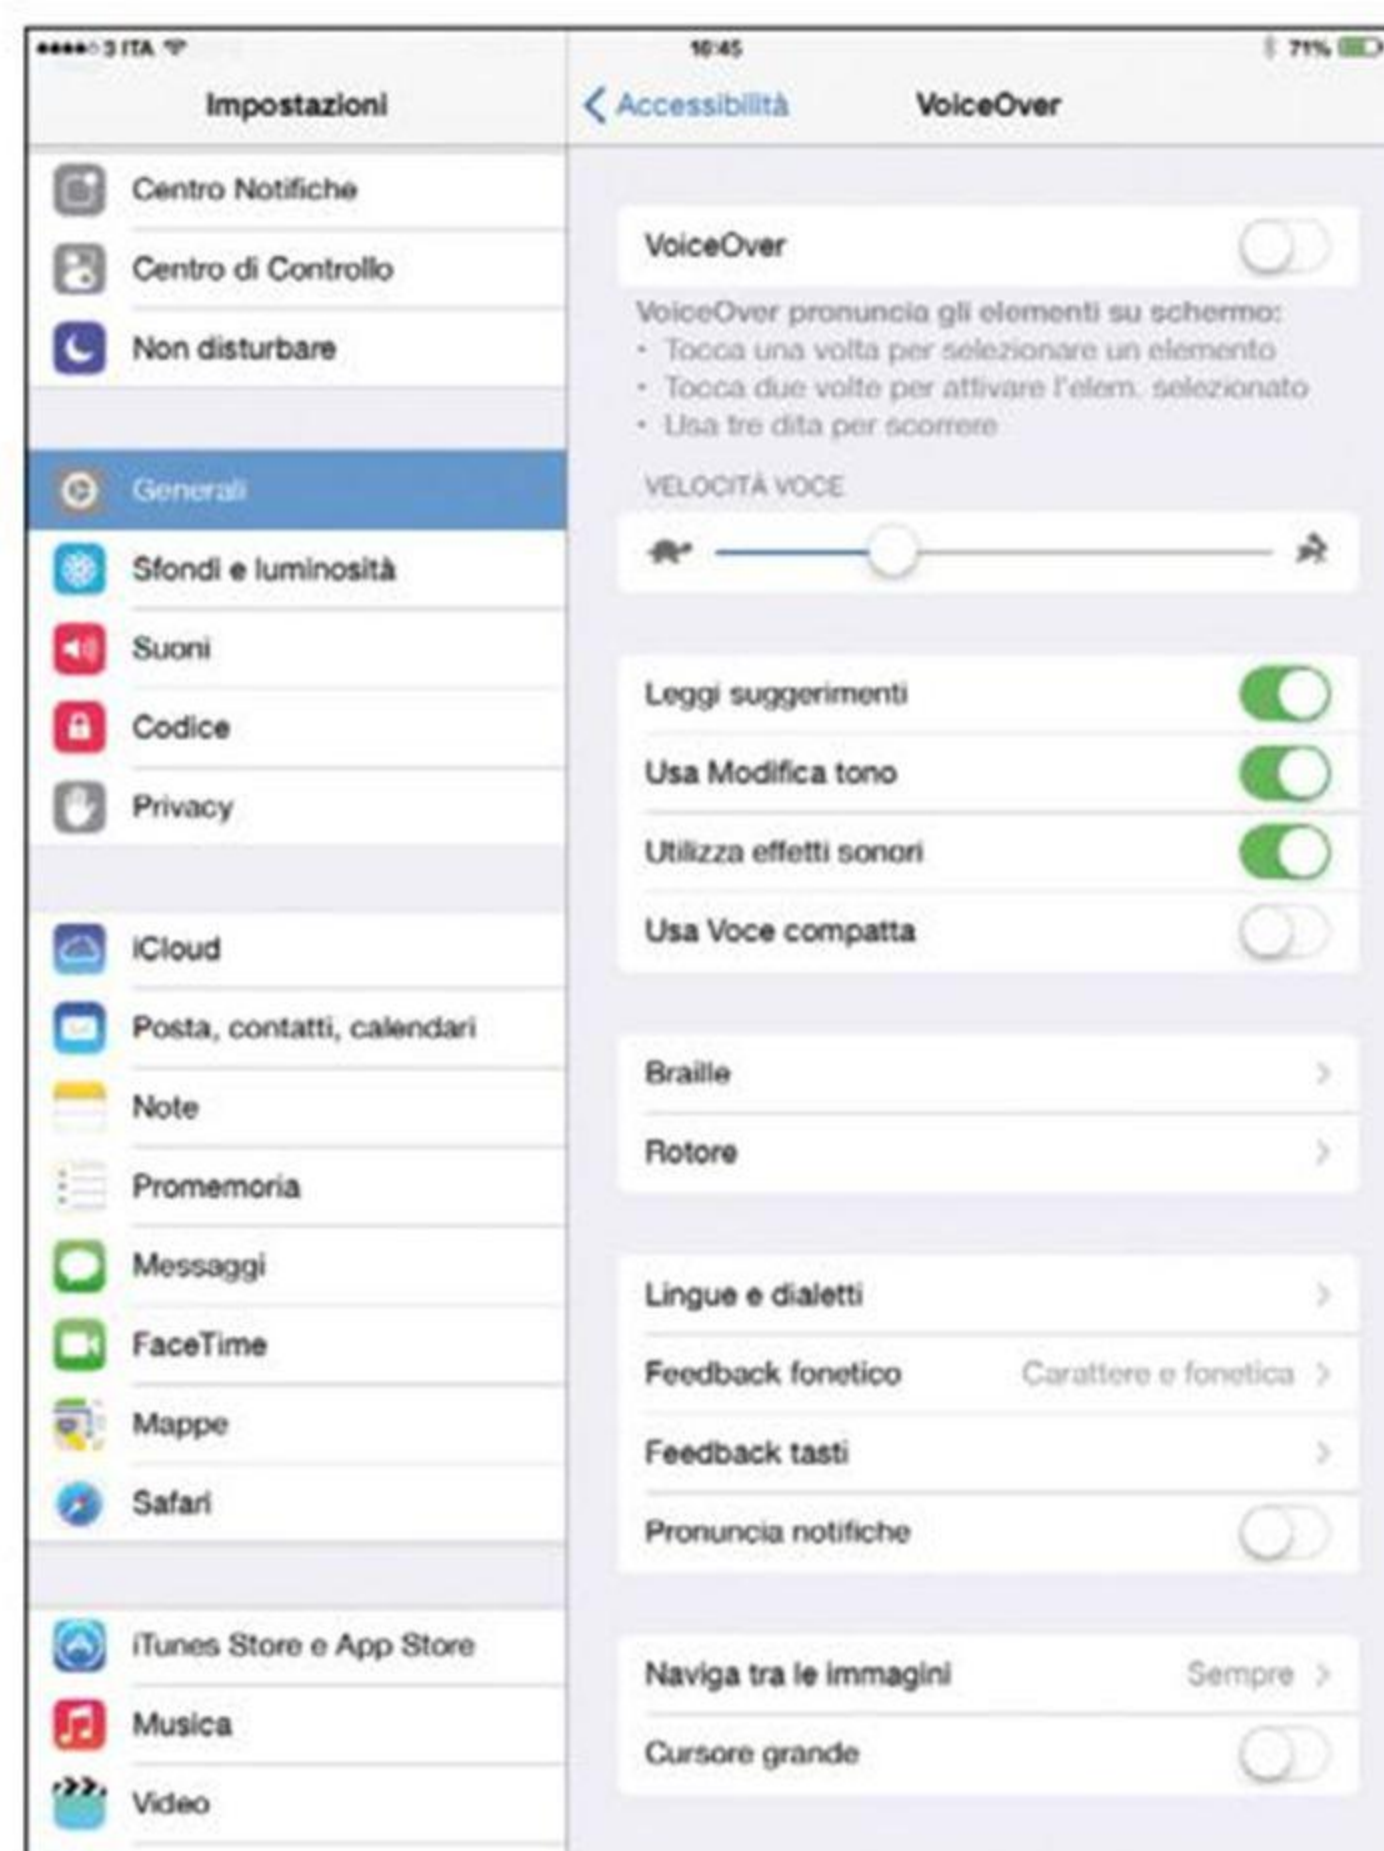 3 ITA
16:45
71%
Impostazioni
Centro Notifiche
Centro di Controllo
Non disturbare
Generali
Sfondi e luminosità
Suoni
Codice
Privacy
iCloud
Posta, contatti, calendari
Note
Promemoria
Messaggi
FaceTime
Mappe
Safari
iTunes Store e App Store
Musica
Video
Accessibilità
VoiceOver
VoiceOver
VoiceOver pronuncia gli elementi su schermo:
• Tocca una volta per selezionare un elemento
• Tocca due volte per attivare l'elem. selezionato
• Usa tre dita per scorrere
VELOCITÀ VOCE
Leggi suggerimenti
Usa Modifica tono
Utilizza effetti sonori
Usa Voce compatta
Braille
Rotore
Lingue e dialetti
Feedback fonetico Carattere e fonetica
Feedback tasti
Pronuncia notifiche
Naviga tra le immagini Sempre
Cursore grande